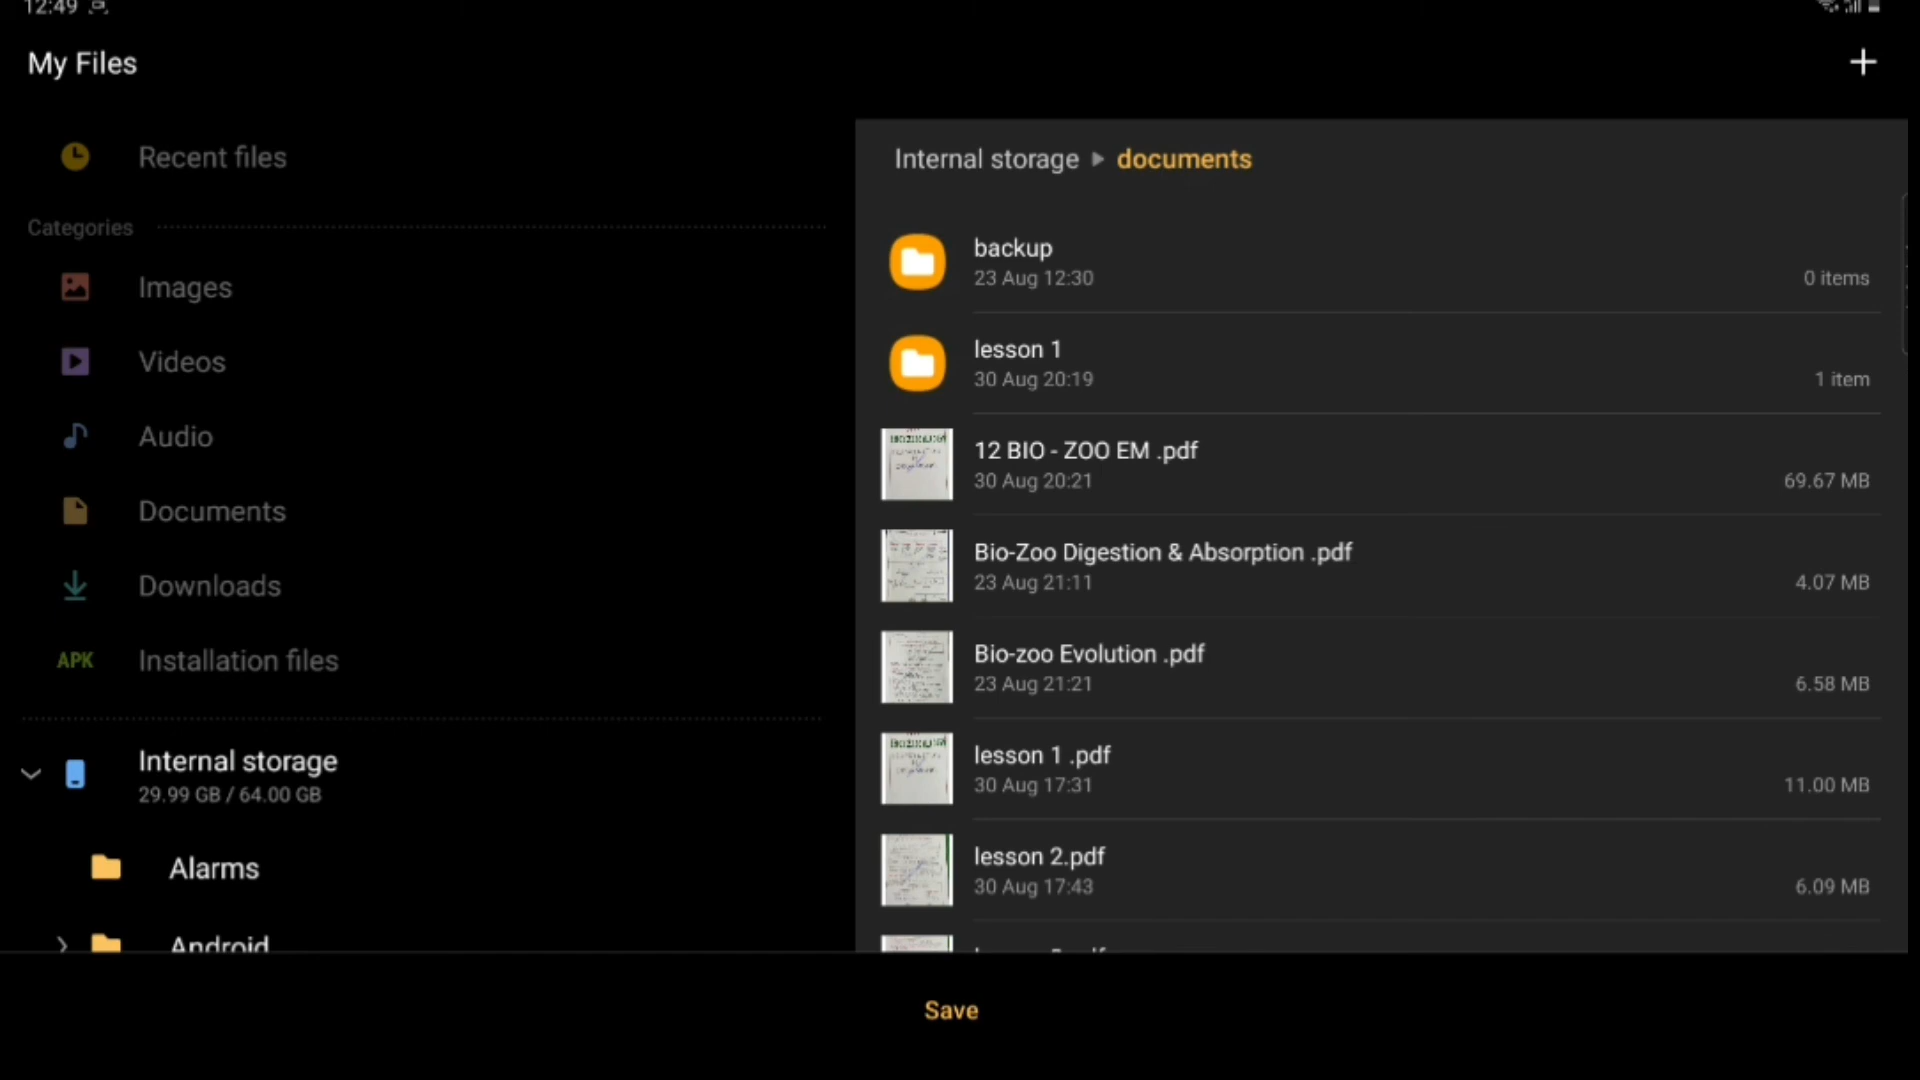 12:49
My Files
+
Recent files
Categories
Images
Videos
Audio
Documents
Downloads
APK Installation files
Internal storage
29.99 GB / 64.00 GB
Alarms
Android
Internal storage ▶ documents
backup
23 Aug 12:30
0 items
lesson 1
30 Aug 20:19
1 item
12 BIO - ZOO EM .pdf
30 Aug 20:21
69.67 MB
Bio-Zoo Digestion & Absorption .pdf
23 Aug 21:11
4.07 MB
Bio-zoo Evolution .pdf
23 Aug 21:21
6.58 MB
lesson 1 .pdf
30 Aug 17:31
11.00 MB
lesson 2.pdf
30 Aug 17:43
6.09 MB
Save